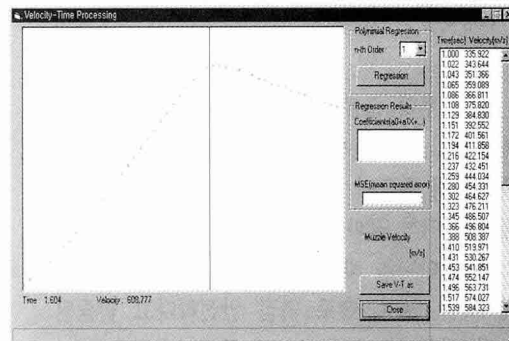 Velocity-Time Processing
Polynimial Regression
n-th Order: 1
Regression
Regression Results
Coefficients(a0+a1X+...)
MSE(mean squared error)
Muzzle Velocity
[m/s]
Save V-T as
Close
Time : 1.604 Velocity : 608.777
Time[sec] Velocity[m/s]
1.000 335.922
1.022 343.644
1.043 351.366
1.065 359.089
1.086 366.811
1.108 375.820
1.129 384.830
1.151 392.552
1.172 401.561
1.194 411.858
1.216 422.154
1.237 432.451
1.259 444.034
1.280 454.331
1.302 464.627
1.323 476.211
1.345 486.507
1.366 496.804
1.388 508.387
1.410 519.971
1.431 530.267
1.453 541.851
1.474 552.147
1.496 563.731
1.517 574.027
1.539 584.323